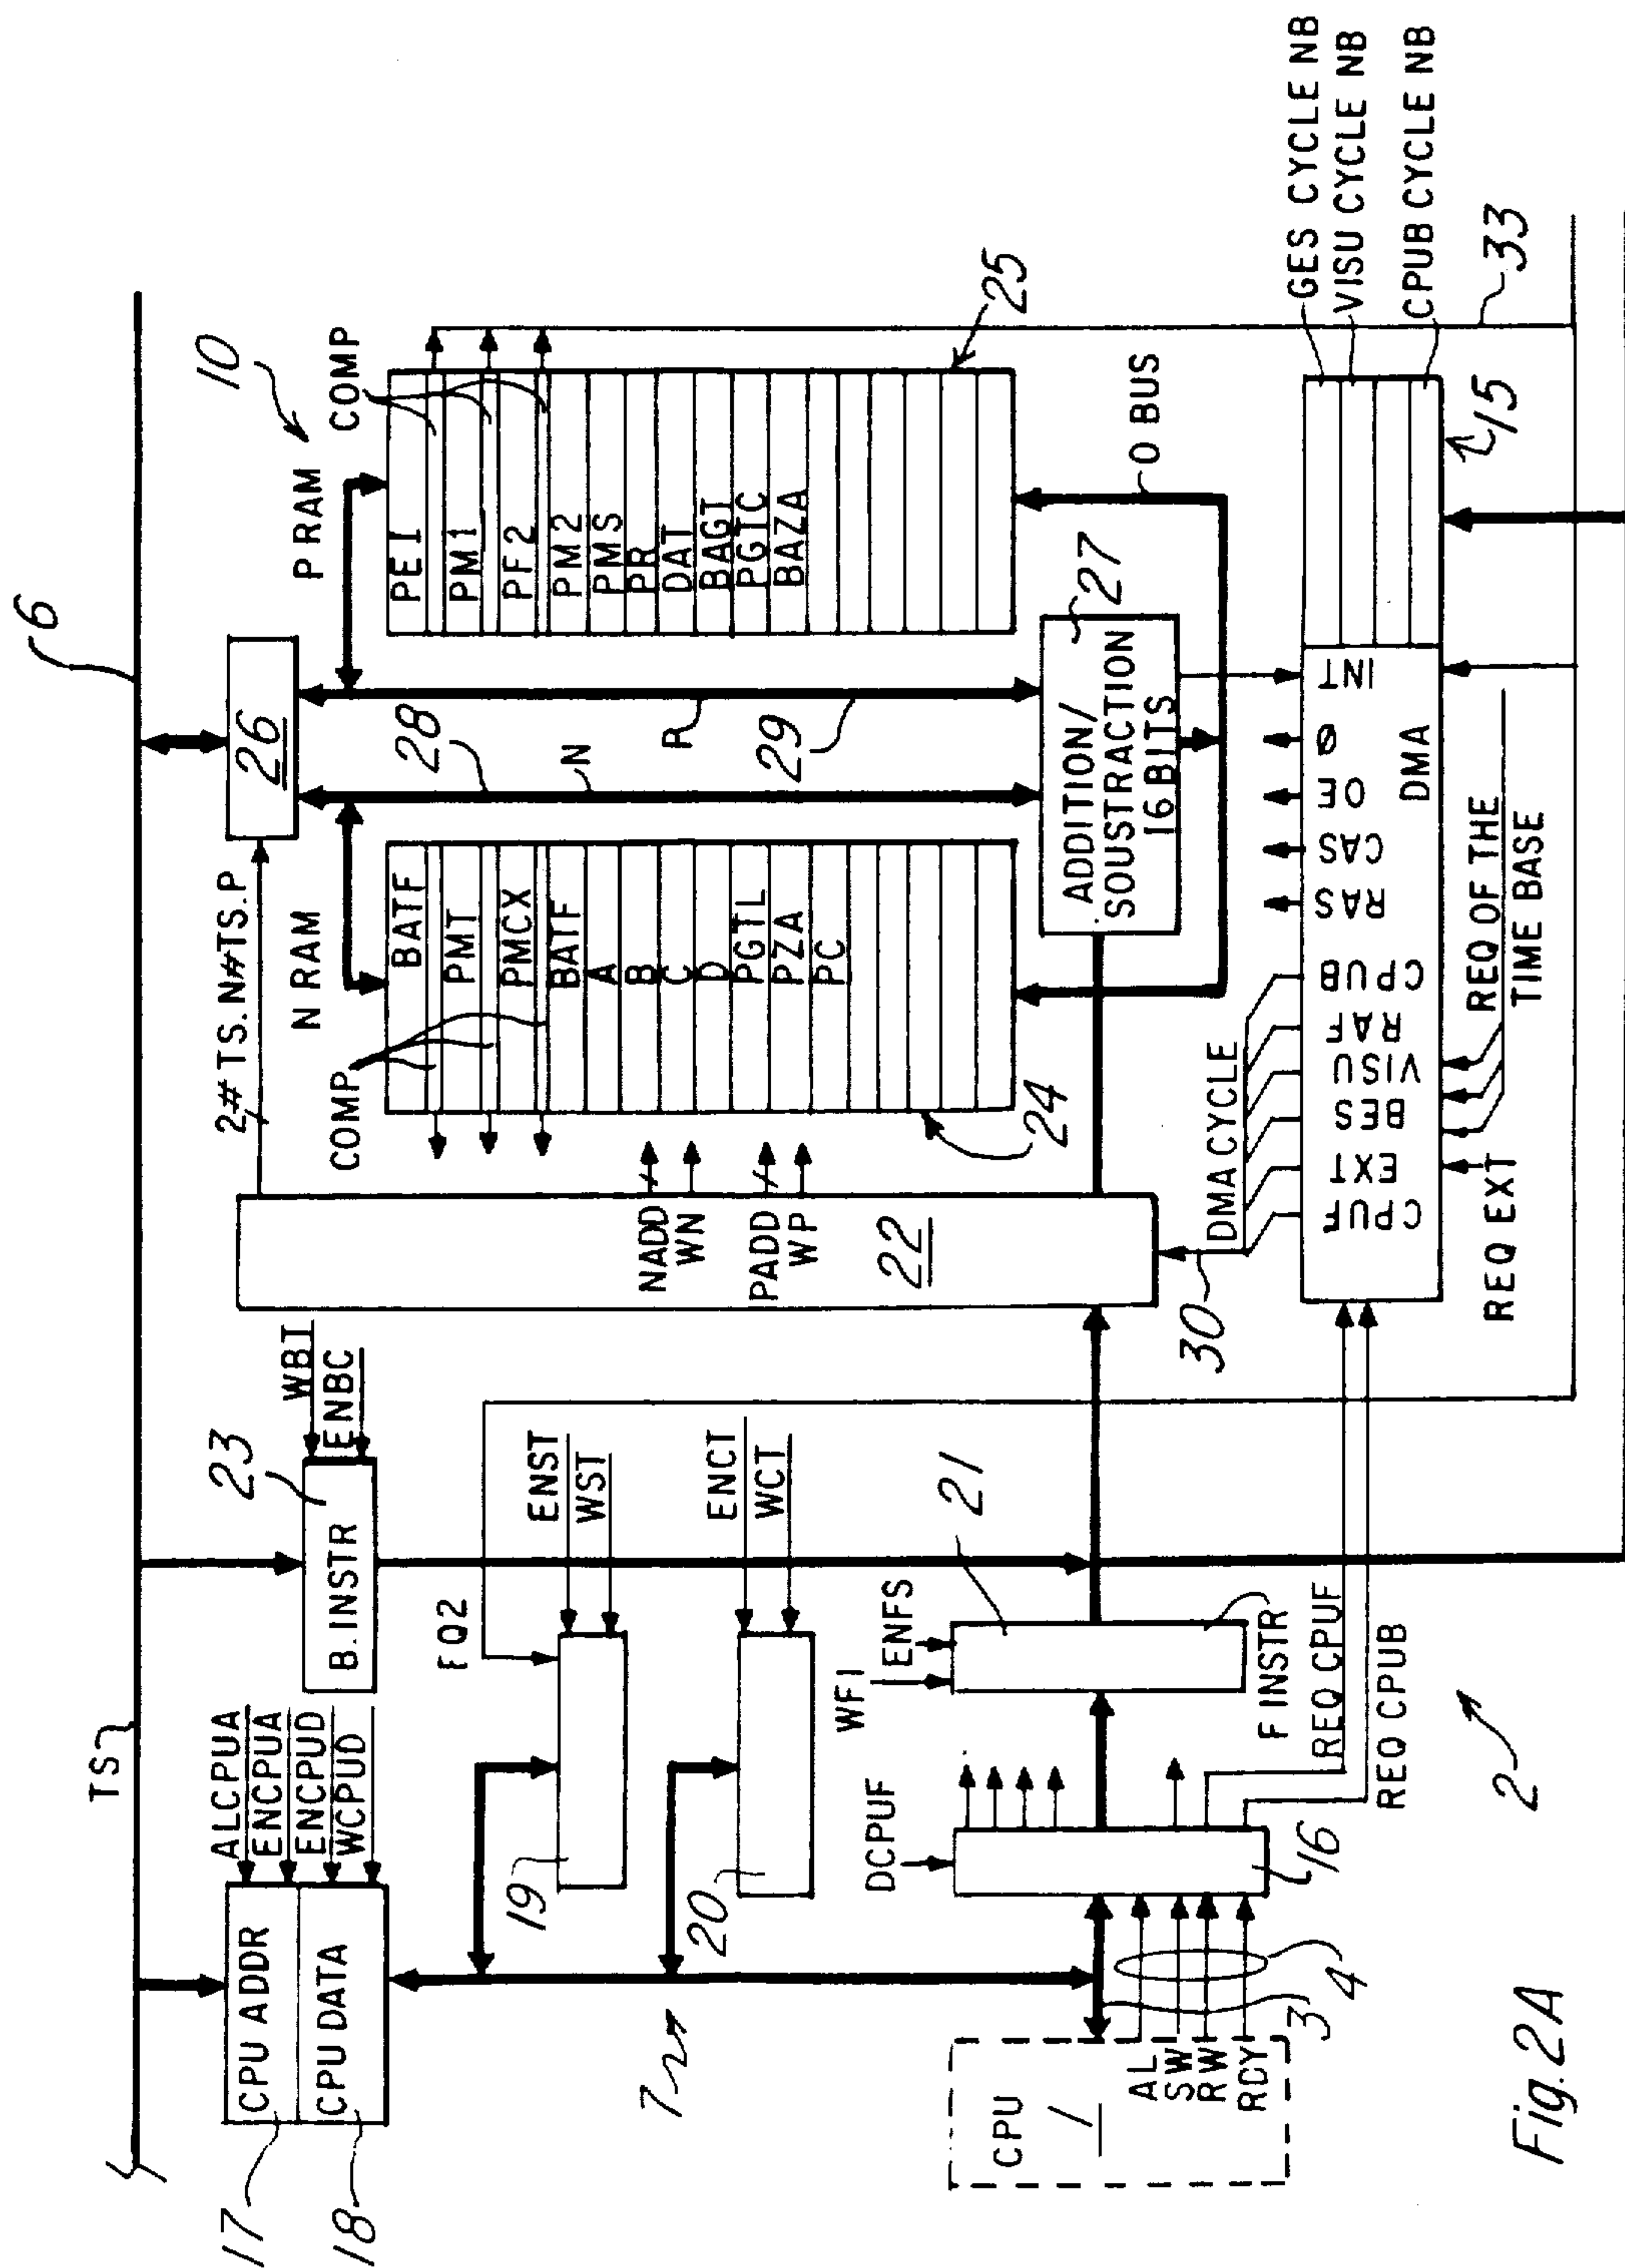 TS
6
17
18
CPU ADDR
CPU DATA
ALCPUA
ENCPUA
ENCPUD
WCPUD
23
B. INSTR
WBI
ENBC
2# TS.N# TS.P
26
10
N RAM
P RAM
COMP
COMP
BATF
PMT
PMCX
BATF
A
B
C
D
PGTL
PZA
PC
28
N
R
29
PEI
PM1
PF2
PM2
PMS
PR
DAT
BAGT
PGTC
BAZA
25
24
EQ2
19
ENST
WST
20
ENCT
WCT
7
NADD
WN
PADD
WP
22
ADDITION/
SOUSTRACTION
16 BITS
27
O BUS
DCPUF
WFI
ENFS
21
F INSTR
16
CPU
1
AL
SW
RW
RDY
3
4
REQ CPUF
REQ CPUB
30
DMA CYCLE
CPUF
EXT
BES
VISU
RAF
CPUB
RAS
CAS
OE
Ø
INT
DMA
REQ EXT
REQ OF THE
TIME BASE
15
GES CYCLE NB
VISU CYCLE NB
CPUB CYCLE NB
33
2
Fig. 2A